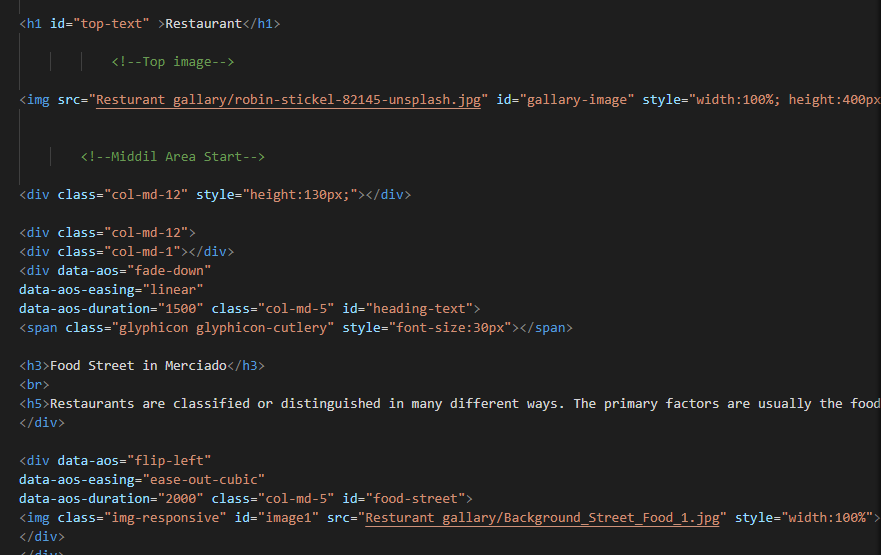 <h1 id="top-text" >Restaurant</h1>
<!--Top image-->
<img src="Resturant gallary/robin-stickel-82145-unsplash.jpg" id="gallary-image" style="width:100%; height:400px
<!--Middil Area Start-->
<div class="col-md-12" style="height:130px;"></div>
<div class="col-md-12">
<div class="col-md-1"></div>
<div data-aos="fade-down"
data-aos-easing="linear"
data-aos-duration="1500" class="col-md-5" id="heading-text">
<span class="glyphicon glyphicon-cutlery" style="font-size:30px"></span>
<h3>Food Street in Merciado</h3>
<br>
<h5>Restaurants are classified or distinguished in many different ways. The primary factors are usually the food
</div>
<div data-aos="flip-left"
data-aos-easing="ease-out-cubic"
data-aos-duration="2000" class="col-md-5" id="food-street">
<img class="img-responsive" id="image1" src="Resturant gallary/Background_Street_Food_1.jpg" style="width:100%">
</div>
</div>